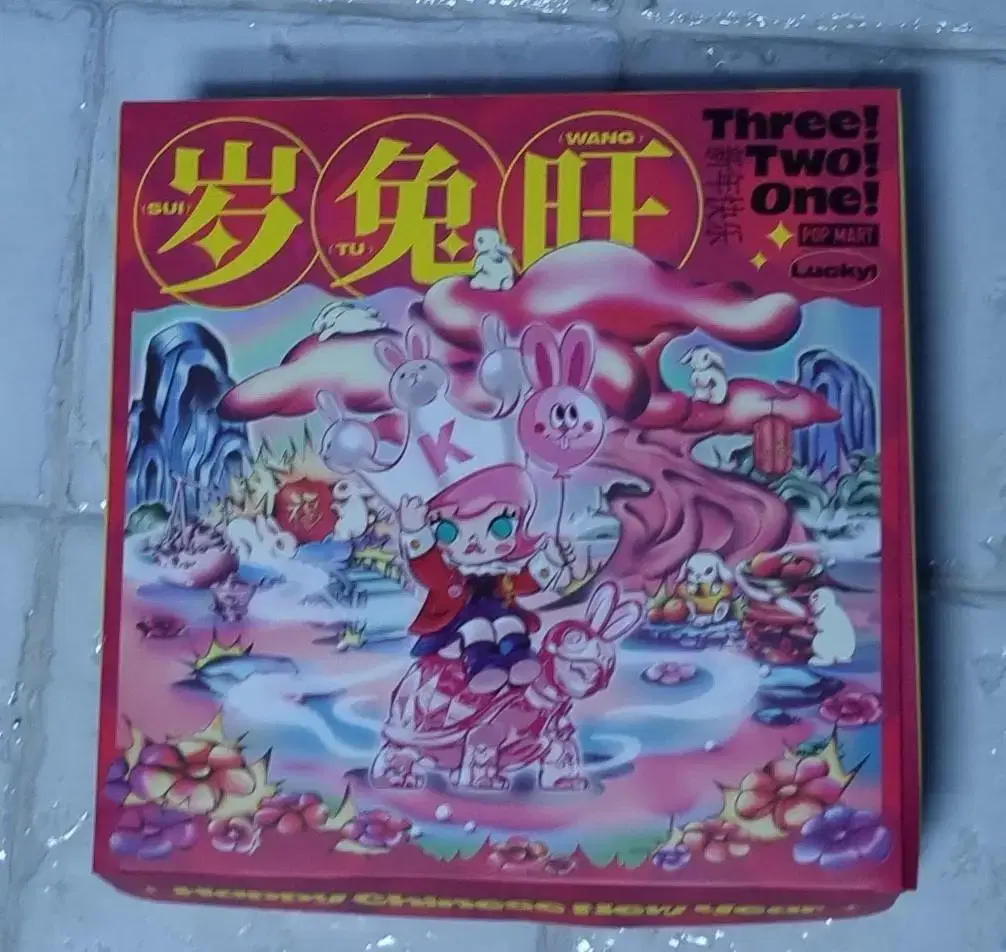 岁兔旺
(SUI)
(TU)
(WANG)
Three!
Two!
One!
新年快乐
POP MART
Lucky!
K
福
Happy Chinese New Year